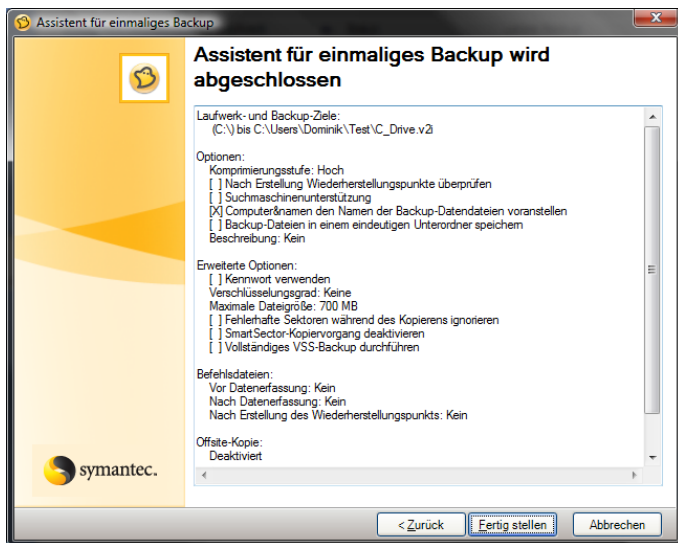 Assistent für einmaliges Backup
Assistent für einmaliges Backup wird
abgeschlossen
Laufwerk- und Backup-Ziele:
(C:\) bis C:\Users\Dominik\Test\C_Drive.v2i
Optionen:
Komprimierungsstufe: Hoch
[ ] Nach Erstellung Wiederherstellungspunkte überprüfen
[ ] Suchmaschinenunterstützung
[X] Computer&namen den Namen der Backup-Datendateien voranstellen
[ ] Backup-Dateien in einem eindeutigen Unterordner speichern
Beschreibung: Kein
Erweiterte Optionen:
[ ] Kennwort verwenden
Verschlüsselungsgrad: Keine
Maximale Dateigröße: 700 MB
[ ] Fehlerhafte Sektoren während des Kopierens ignorieren
[ ] SmartSector-Kopiervorgang deaktivieren
[ ] Vollständiges VSS-Backup durchführen
Befehlsdateien:
Vor Datenerfassung: Kein
Nach Datenerfassung: Kein
Nach Erstellung des Wiederherstellungspunkts: Kein
Offsite-Kopie:
Deaktiviert
symantec.
< Zurück
Fertig stellen
Abbrechen